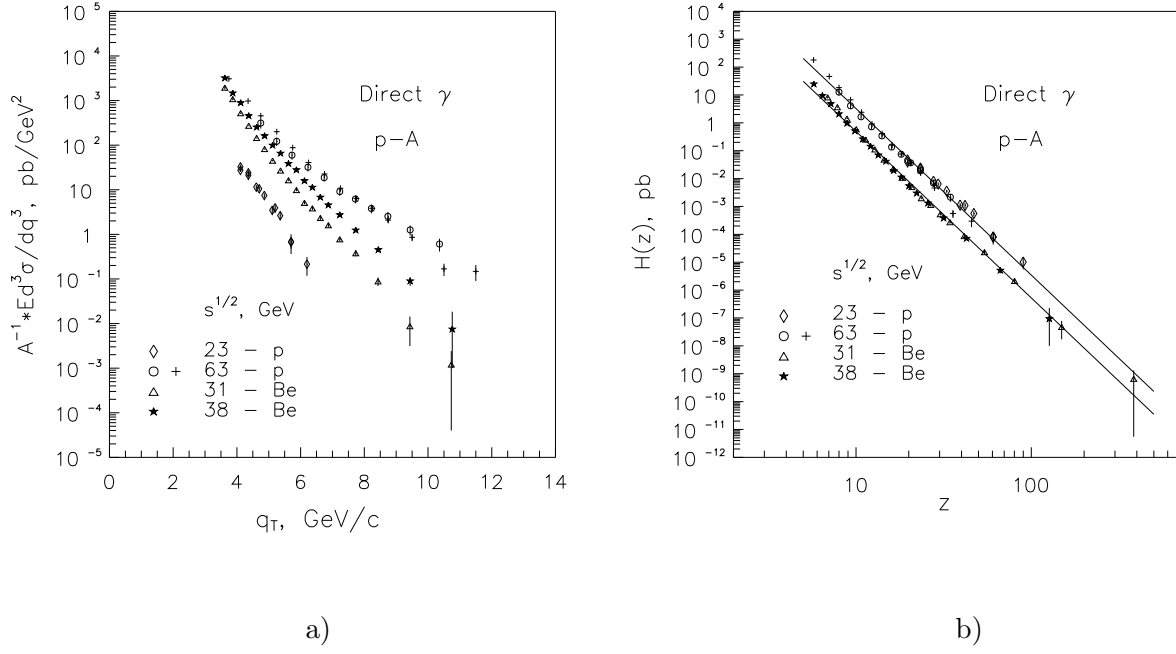 10 ^5
10 ^4
10 ^3
10 ^2
10
1
10 ^-1
10 ^-2
10 ^-3
10 ^-4
10 ^-5
A^-1*Ed^3σ/dq^3, pb/GeV^2
Direct γ
p-A
s^1/2, GeV
23 - p
63 - p
31 - Be
38 - Be
0 2 4 6 8 10 12 14
q_T, GeV/c
a)
10 ^4
10 ^3
10 ^2
10
1
10 ^-1
10 ^-2
10 ^-3
10 ^-4
10 ^-5
10 ^-6
10 ^-7
10 ^-8
10 ^-9
10 ^-10
10 ^-11
10 ^-12
H(z), pb
Direct γ
p-A
s^1/2, GeV
23 - p
63 - p
31 - Be
38 - Be
10 100
z
b)